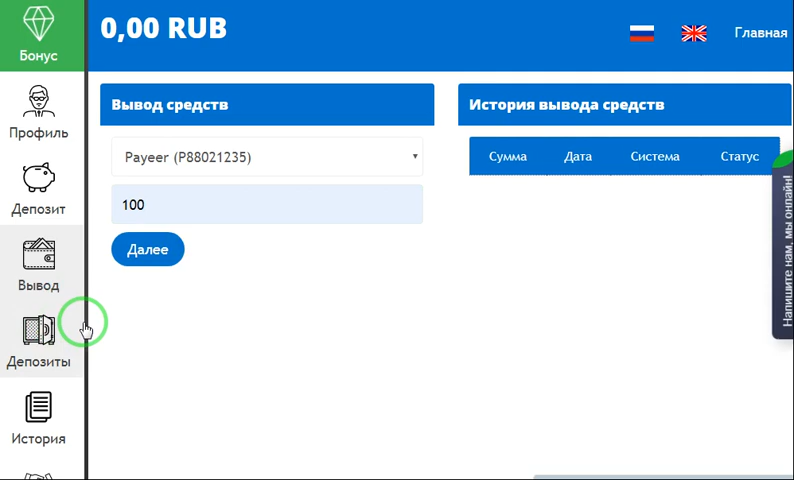 0,00 RUB
Главная
Бонус
Профиль
Депозит
Вывод
Депозиты
История
Вывод средств
Payeer (P88021235)
100
Далее
История вывода средств
Сумма Дата Система Статус
Напишите нам, мы онлайн!